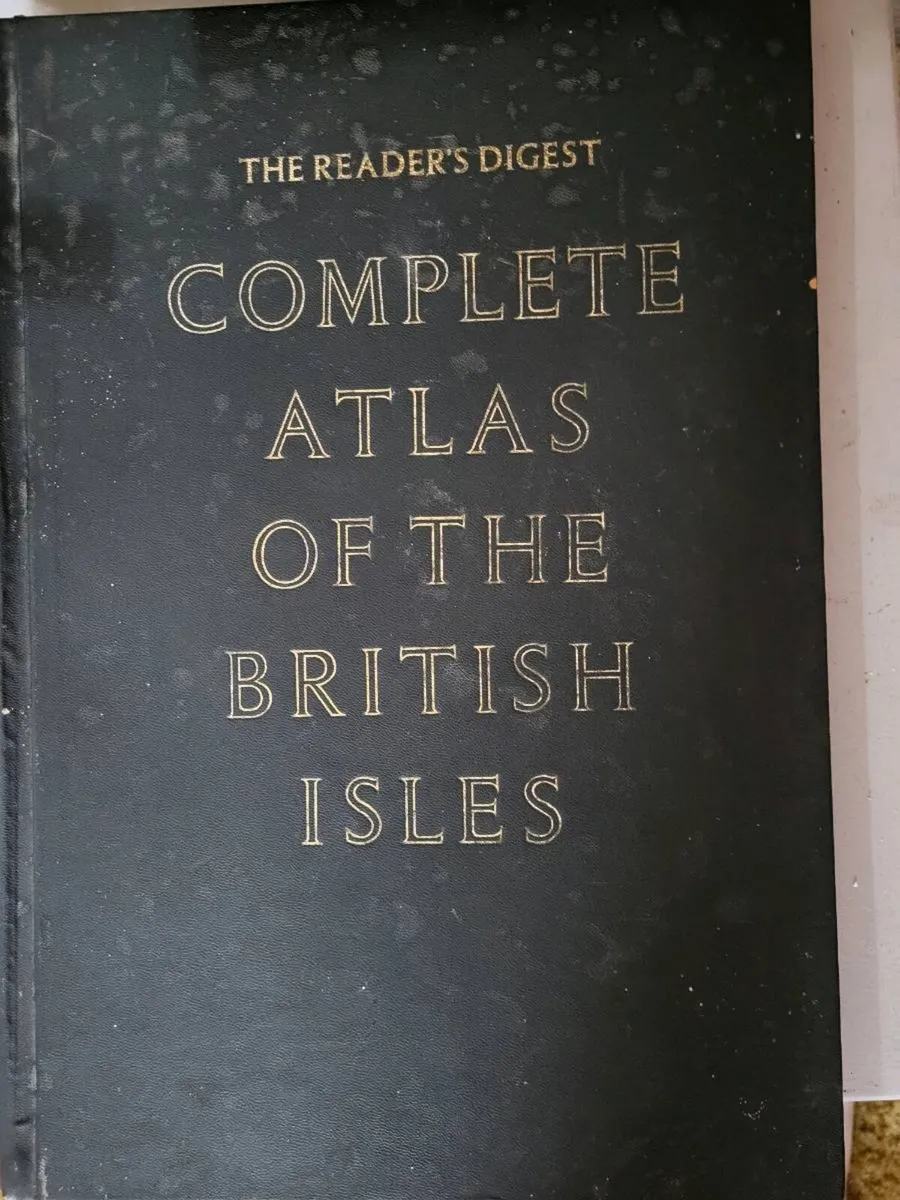 THE READER'S DIGEST
COMPLETE
ATLAS
OF THE
BRITISH
ISLES